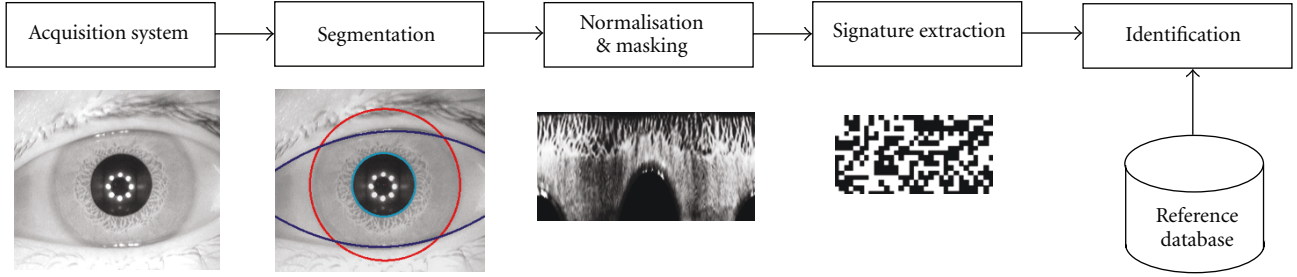 Acquisition system
Segmentation
Normalisation
& masking
Signature extraction
Identification
Reference
database